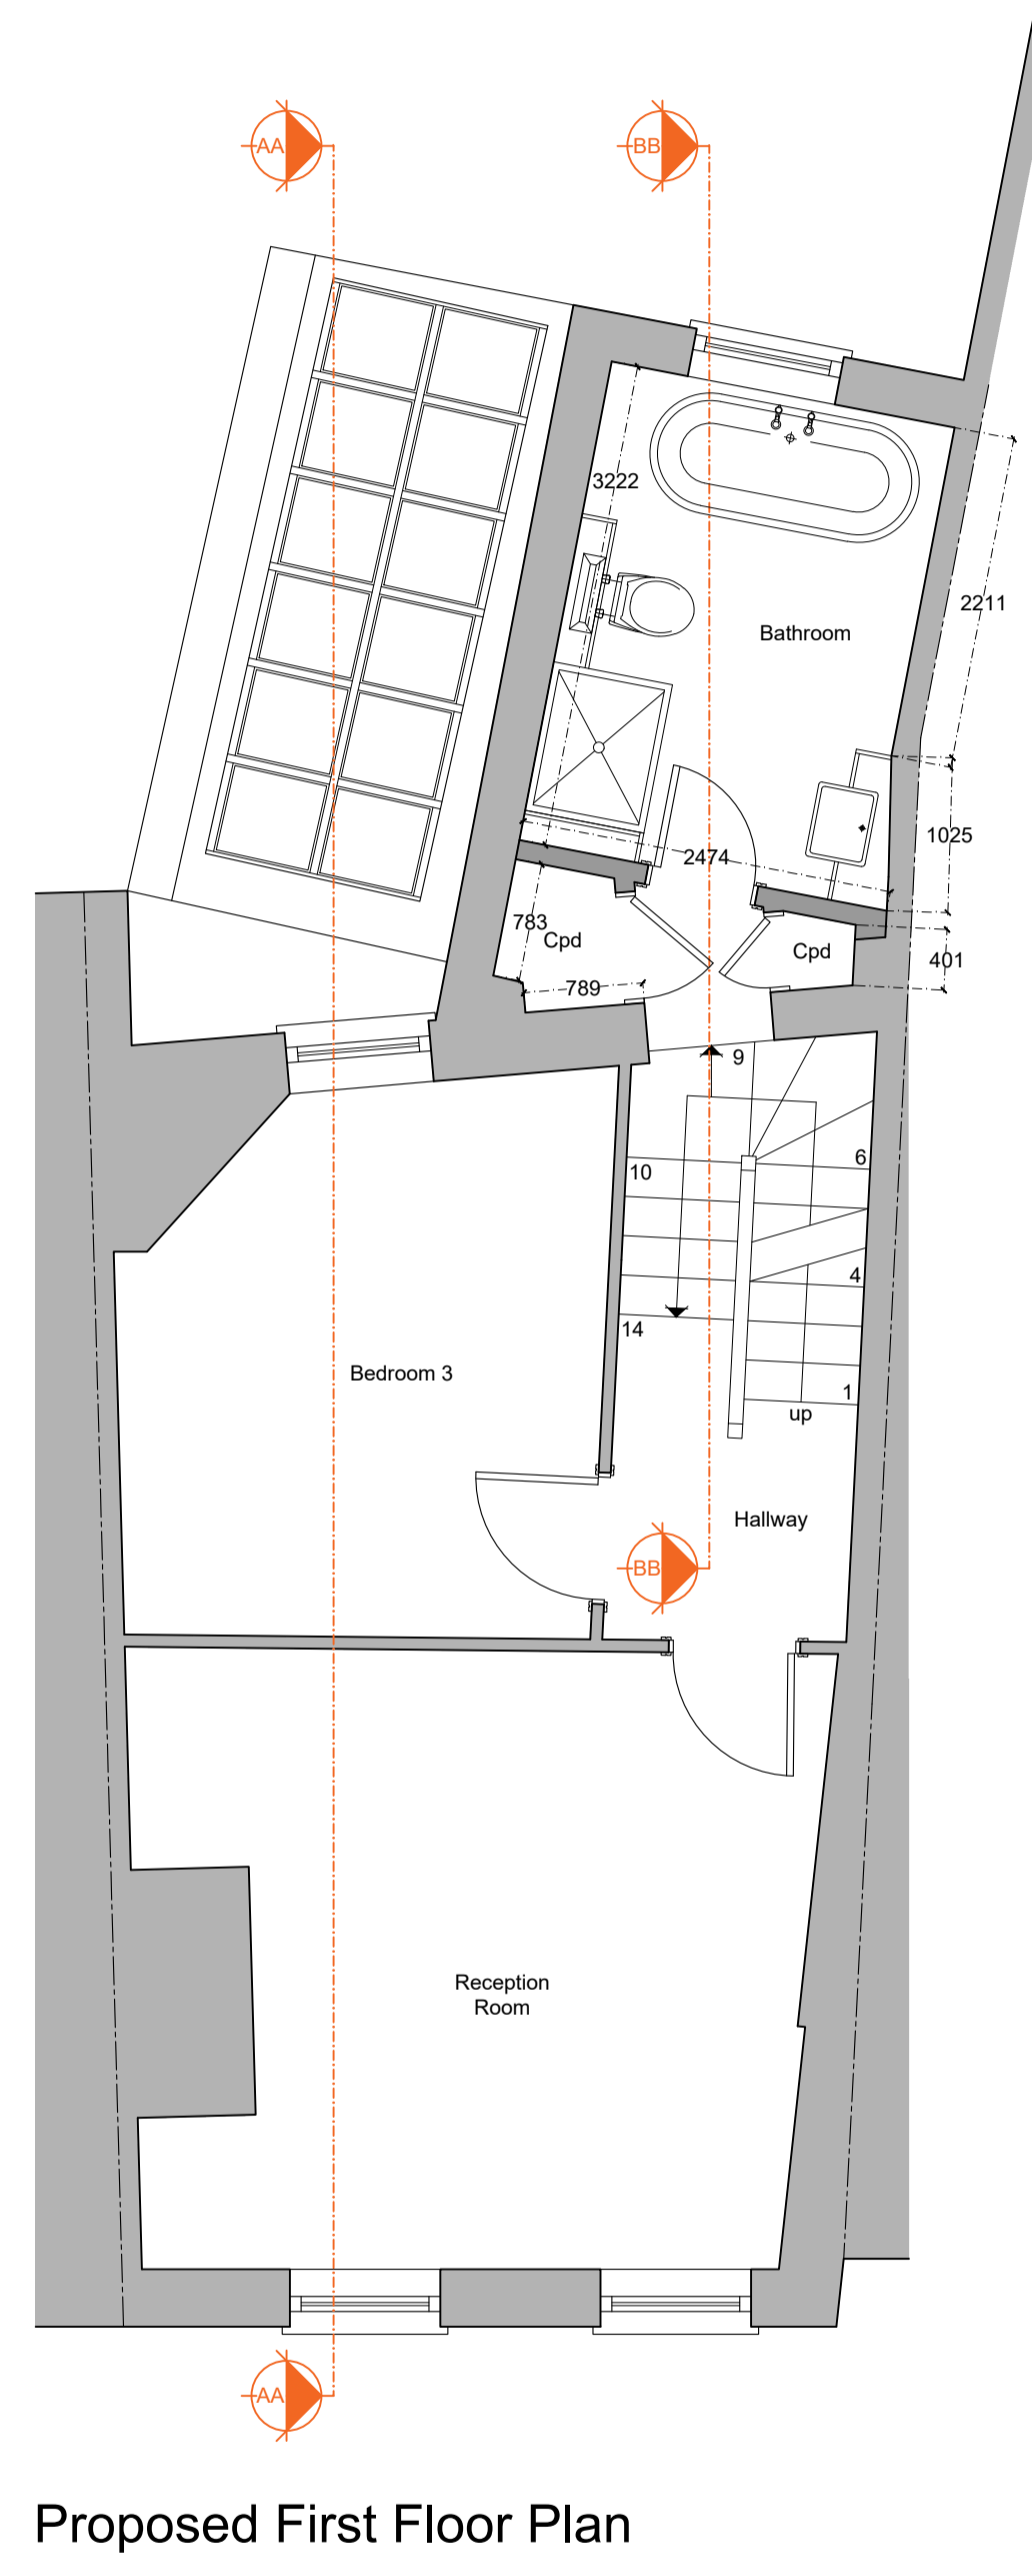 AA
BB
3222
2211
Bathroom
1025
2474
783
Cpd
Cpd
401
789
9
6
10
4
14
1
up
Bedroom 3
Hallway
BB
Reception
Room
AA
Proposed First Floor Plan